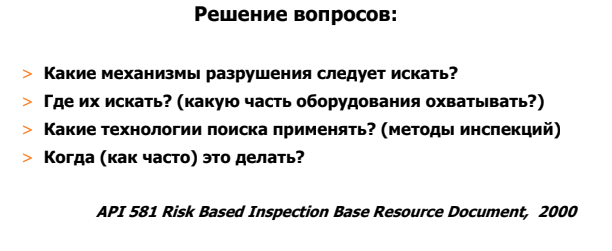 Решение вопросов:
> Какие механизмы разрушения следует искать?
> Где их искать? (какую часть оборудования охватывать?)
> Какие технологии поиска применять? (методы инспекций)
> Когда (как часто) это делать?
API 581 Risk Based Inspection Base Resource Document, 2000